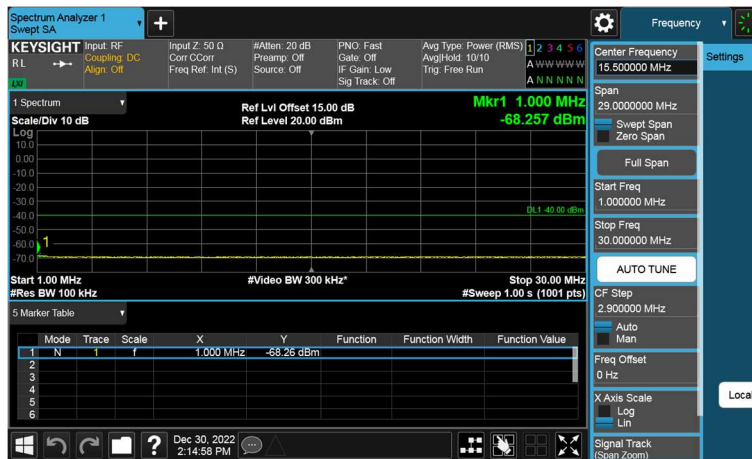 Spectrum Analyzer 1
Swept SA
+
Frequency
KEYSIGHT
RL
LXI
Input: RF
Coupling: DC
Align: Off
Input Z: 50 Ω
Corr CCorr
Freq Ref: Int (S)
#Atten: 20 dB
Preamp: Off
Source: Off
PNO: Fast
Gate: Off
IF Gain: Low
Sig Track: Off
Avg Type: Power (RMS)
Avg|Hold: 10/10
Trig: Free Run
1 2 3 4 5 6
A W W W W W
A N N N N N
1 Spectrum
Scale/Div 10 dB
Ref Lvl Offset 15.00 dB
Ref Level 20.00 dBm
Mkr1 1.000 MHz
-68.257 dBm
Log
10.0
0.00
-10.0
-20.0
-30.0
-40.0
-50.0
-60.0
-70.0
DL1 -40.00 dBm
1
Start 1.00 MHz
#Res BW 100 kHz
#Video BW 300 kHz*
Stop 30.00 MHz
#Sweep 1.00 s (1001 pts)
5 Marker Table
Mode Trace Scale X Y Function Function Width Function Value
1 N 1 f 1.000 MHz -68.26 dBm
2
3
4
5
6
Dec 30, 2022
2:14:58 PM
Center Frequency
15.500000 MHz
Settings
Span
29.0000000 MHz
Swept Span
Zero Span
Full Span
Start Freq
1.000000 MHz
Stop Freq
30.000000 MHz
AUTO TUNE
CF Step
2.900000 MHz
Auto
Man
Freq Offset
0 Hz
X Axis Scale
Log
Lin
Signal Track
(Span Zoom)
Local